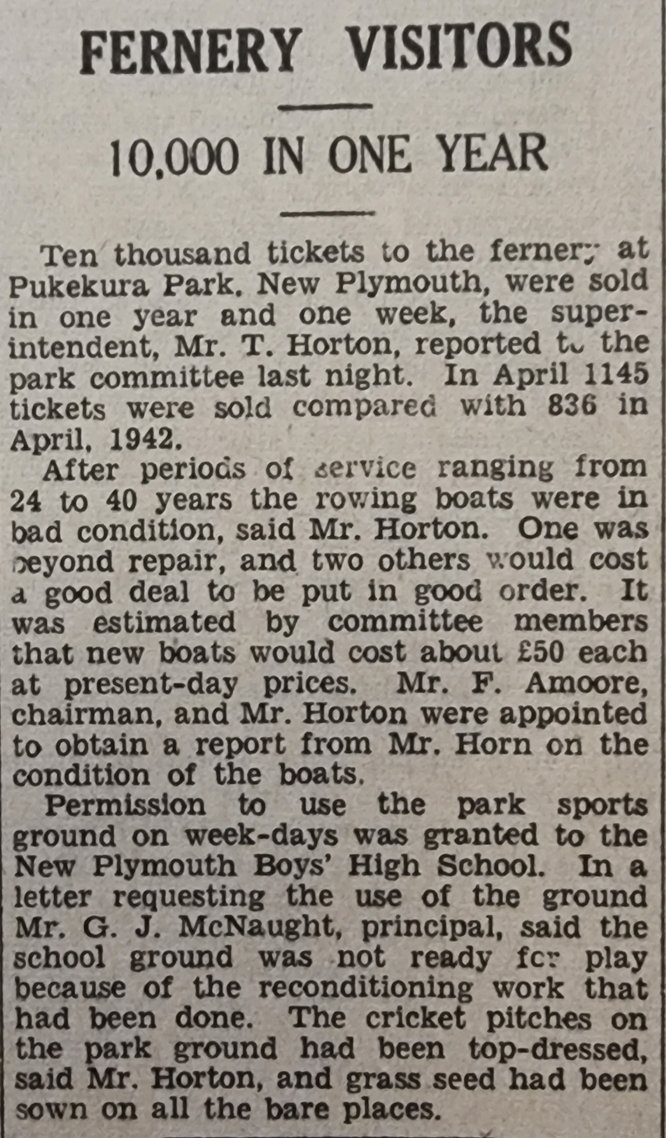 FERNERY VISITORS
10,000 IN ONE YEAR
Ten thousand tickets to the fernery at
Pukekura Park, New Plymouth, were sold
in one year and one week, the super-
intendent, Mr. T. Horton, reported to the
park committee last night. In April 1145
tickets were sold compared with 836 in
April, 1942.
After periods of service ranging from
24 to 40 years the rowing boats were in
bad condition, said Mr. Horton. One was
beyond repair, and two others would cost
a good deal to be put in good order. It
was estimated by committee members
that new boats would cost about £50 each
at present-day prices. Mr. F. Amoore,
chairman, and Mr. Horton were appointed
to obtain a report from Mr. Horn on the
condition of the boats.
Permission to use the park sports
ground on week-days was granted to the
New Plymouth Boys' High School. In a
letter requesting the use of the ground
Mr. G. J. McNaught, principal, said the
school ground was not ready for play
because of the reconditioning work that
had been done. The cricket pitches on
the park ground had been top-dressed,
said Mr. Horton, and grass seed had been
sown on all the bare places.